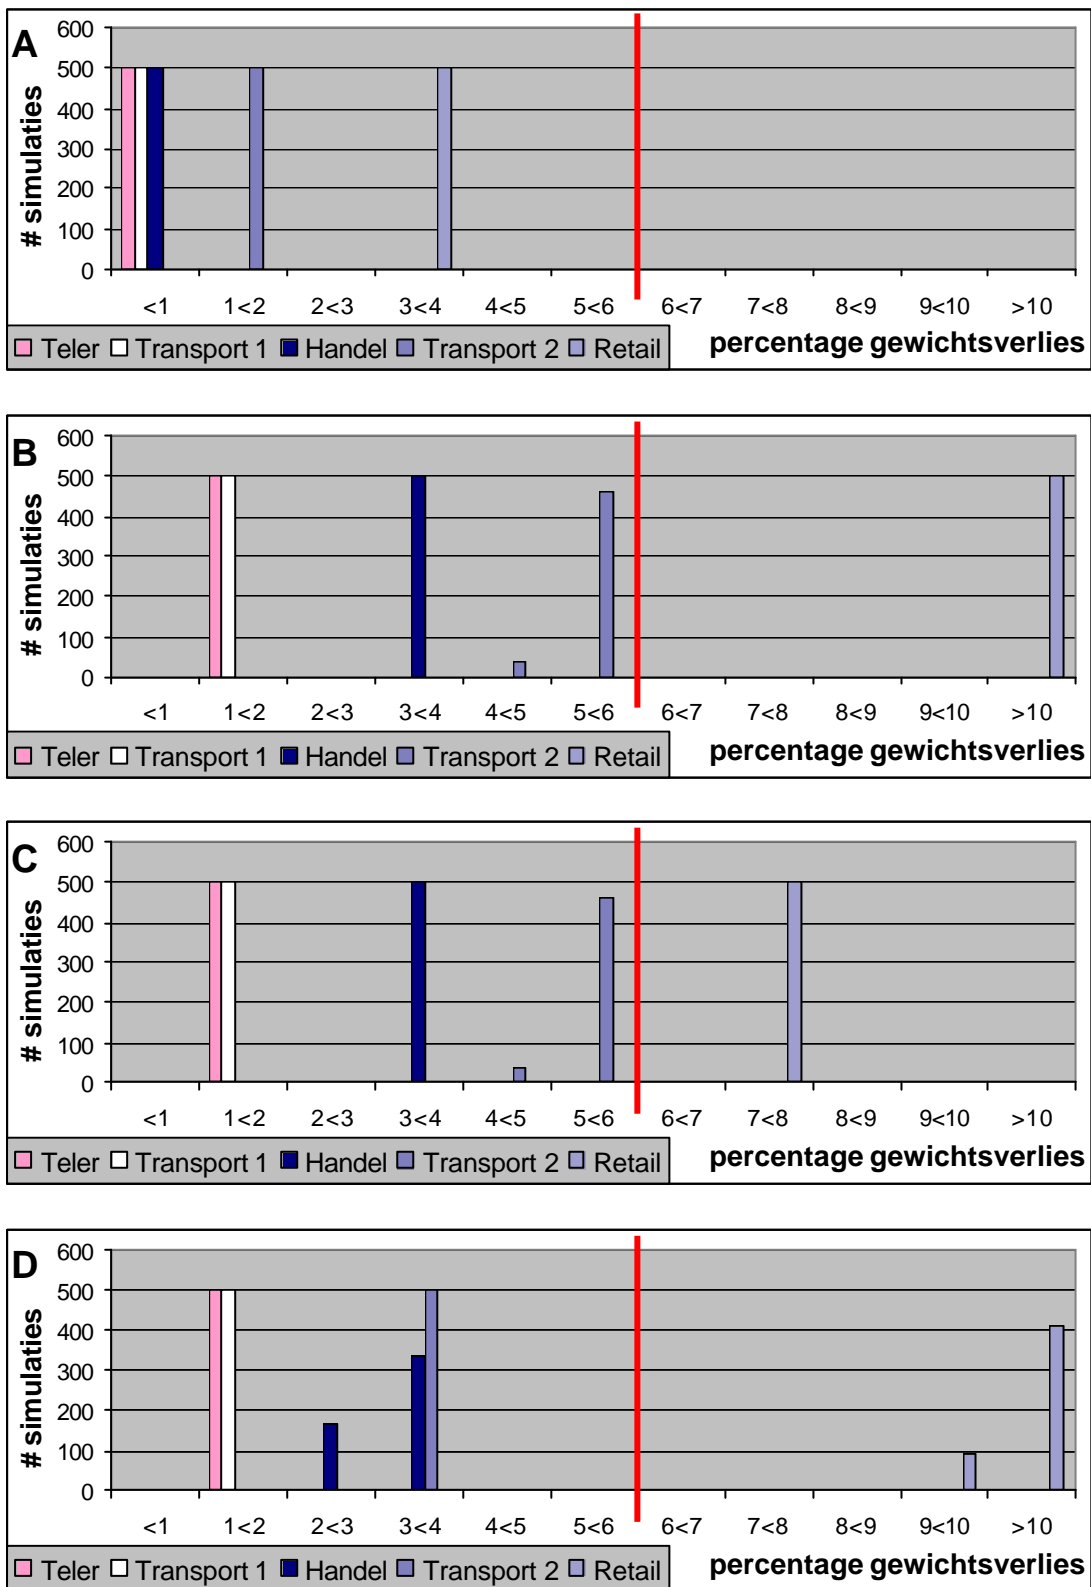 A
600
500
400
300
200
100
0
# simulaties
<1 1<2 2<3 3<4 4<5 5<6 6<7 7<8 8<9 9<10 >10
Teler Transport 1 Handel Transport 2 Retail
percentage gewichtsverlies
B
600
500
400
300
200
100
0
# simulaties
<1 1<2 2<3 3<4 4<5 5<6 6<7 7<8 8<9 9<10 >10
Teler Transport 1 Handel Transport 2 Retail
percentage gewichtsverlies
C
600
500
400
300
200
100
0
# simulaties
<1 1<2 2<3 3<4 4<5 5<6 6<7 7<8 8<9 9<10 >10
Teler Transport 1 Handel Transport 2 Retail
percentage gewichtsverlies
D
600
500
400
300
200
100
0
# simulaties
<1 1<2 2<3 3<4 4<5 5<6 6<7 7<8 8<9 9<10 >10
Teler Transport 1 Handel Transport 2 Retail
percentage gewichtsverlies